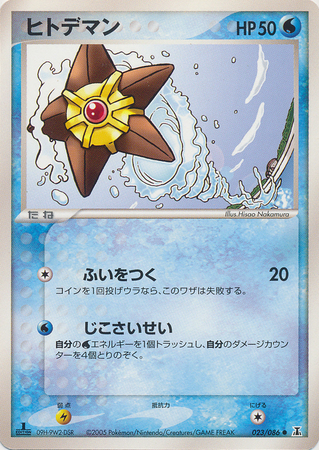 ヒトデマン HP50
たね
Illus.Hisao Nakamura
ふいをつく 20
コインを1回投げウラなら、このワザは失敗する。
じこさいせい
自分のエネルギーを1個トラッシュし、自分のダメージカウ
ンターを4個とりのぞく。
弱点 抵抗力 にげる
1
09H-9W2-DSR ©2005 Pokémon/Nintendo/Creatures/GAME FREAK 023/086